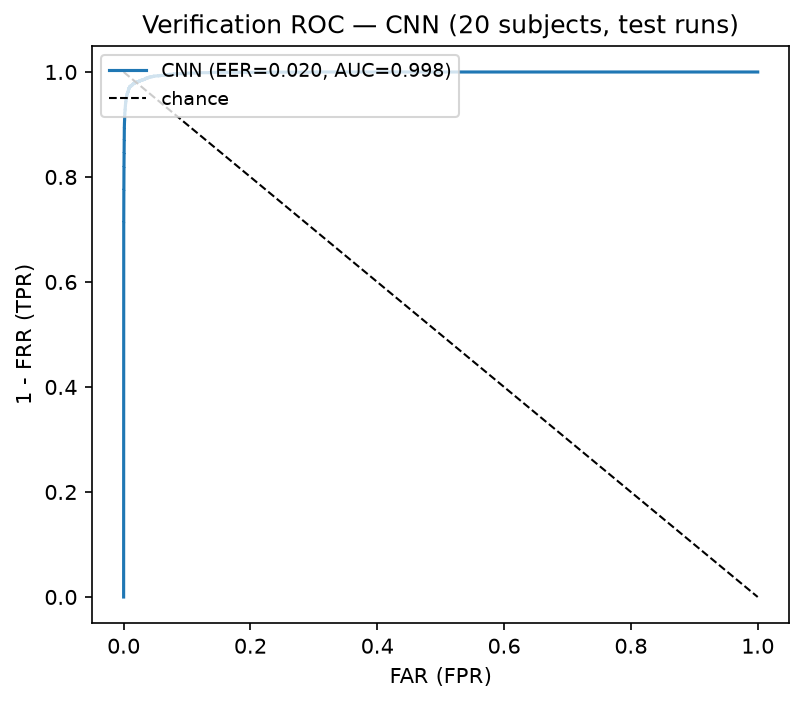 Verification ROC — CNN (20 subjects, test runs)
CNN (EER=0.020, AUC=0.998)
chance
1.0
0.8
0.6
0.4
0.2
0.0
1 - FRR (TPR)
0.0 0.2 0.4 0.6 0.8 1.0
FAR (FPR)